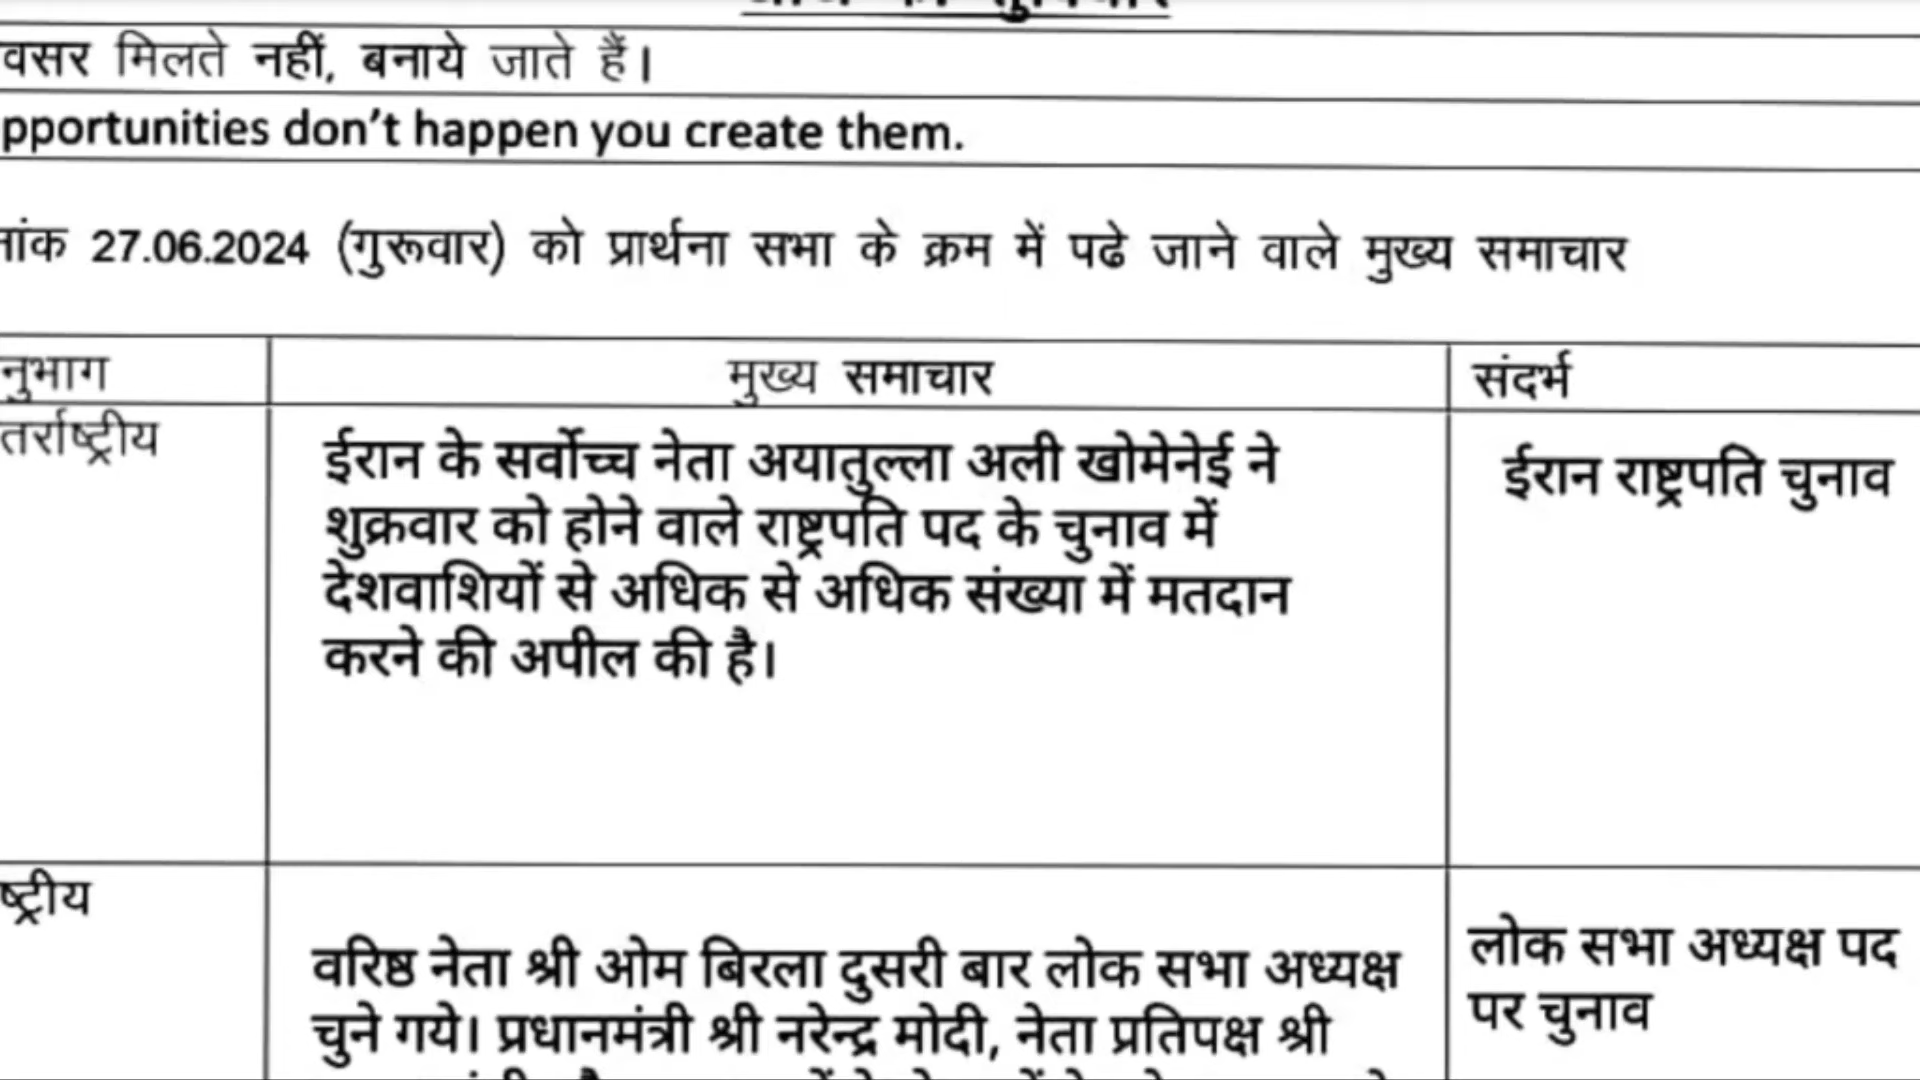 वसर मिलते नहीं, बनाये जाते हैं।
pportunities don't happen you create them.
नांक 27.06.2024 (गुरूवार) को प्रार्थना सभा के क्रम में पढे जाने वाले मुख्य समाचार
नुभाग मुख्य समाचार संदर्भ
तर्राष्ट्रीय
ईरान के सर्वोच्च नेता अयातुल्ला अली खोमेनेई ने
शुक्रवार को होने वाले राष्ट्रपति पद के चुनाव में
देशवाशियों से अधिक से अधिक संख्या में मतदान
करने की अपील की है।
ईरान राष्ट्रपति चुनाव
ष्ट्रीय
वरिष्ठ नेता श्री ओम बिरला दुसरी बार लोक सभा अध्यक्ष
चुने गये। प्रधानमंत्री श्री नरेन्द्र मोदी, नेता प्रतिपक्ष श्री
लोक सभा अध्यक्ष पद
पर चुनाव